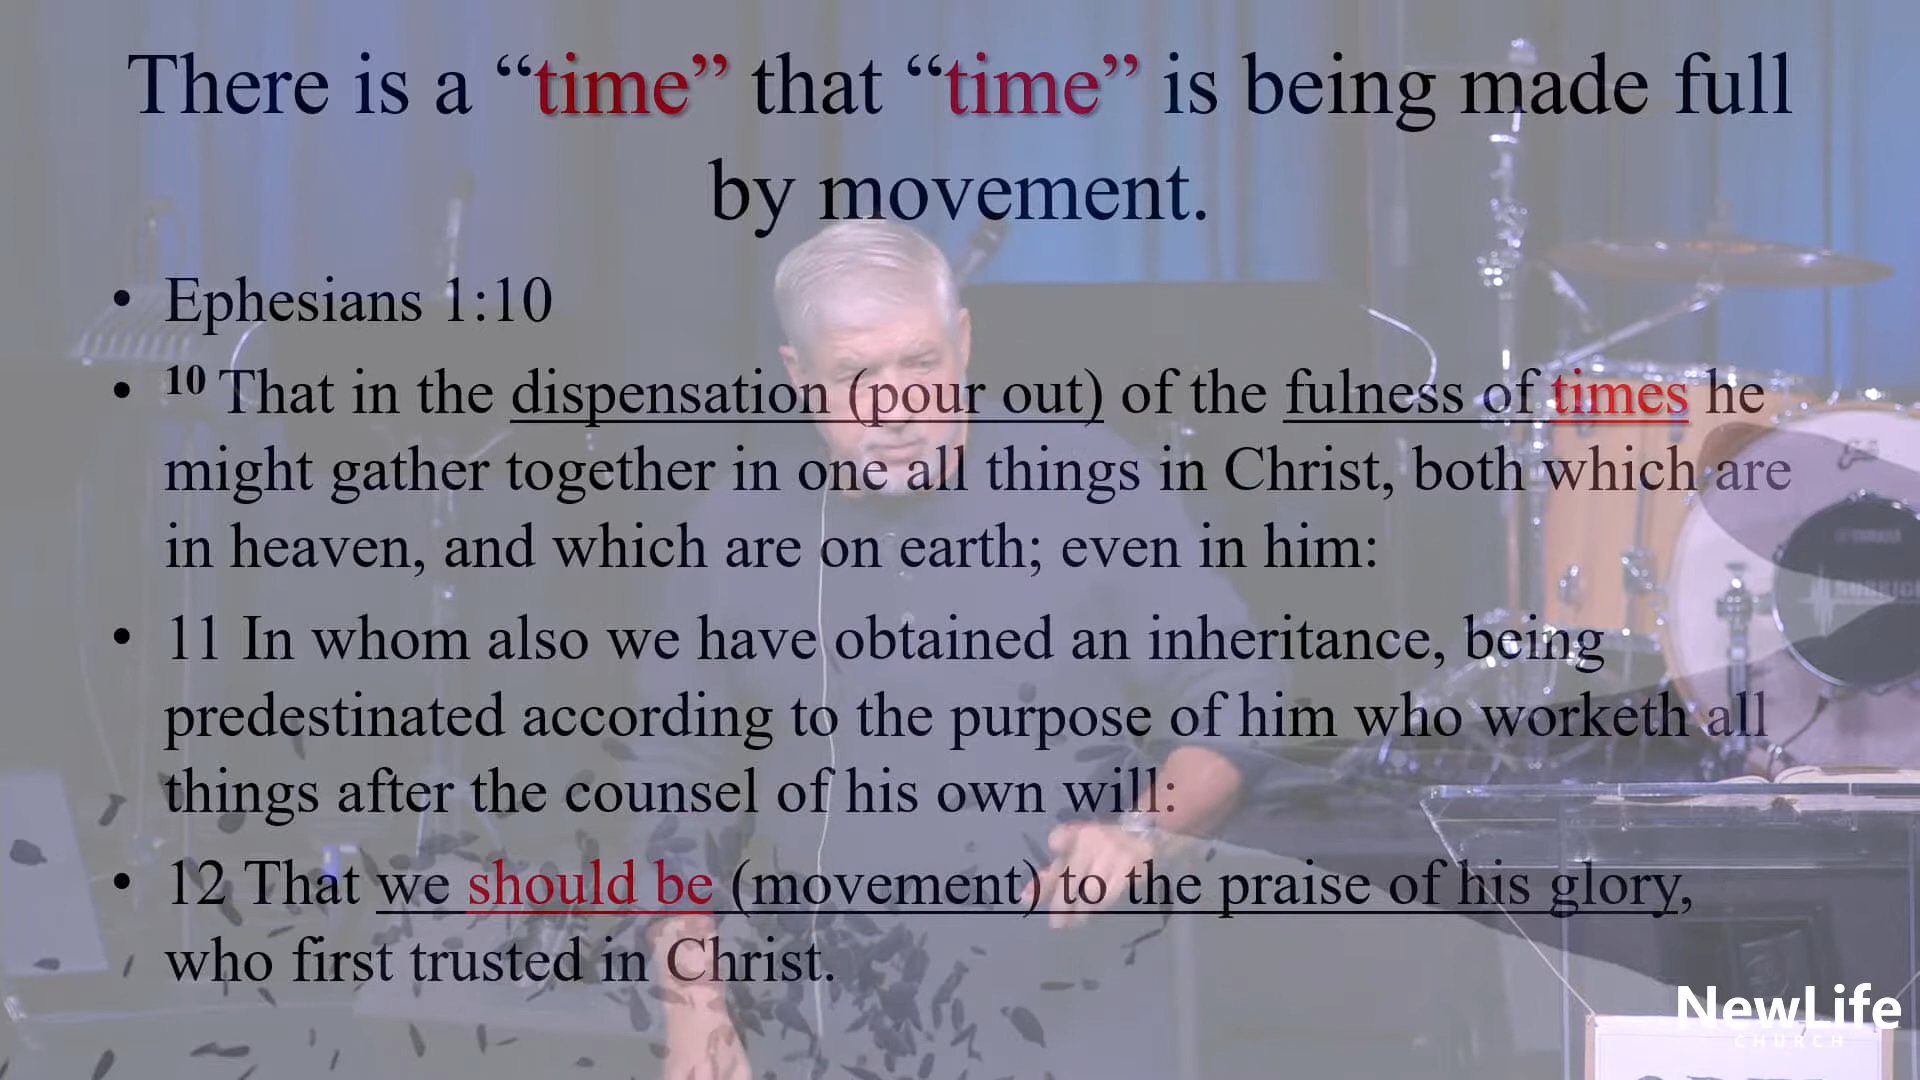 There is a “time” that “time” is being made full
by movement.
• Ephesians 1:10
• 10 That in the dispensation (pour out) of the fulness of times he
might gather together in one all things in Christ, both which are
in heaven, and which are on earth; even in him:
• 11 In whom also we have obtained an inheritance, being
predestinated according to the purpose of him who worketh all
things after the counsel of his own will:
• 12 That we should be (movement) to the praise of his glory,
who first trusted in Christ.
NewLife
CHURCH